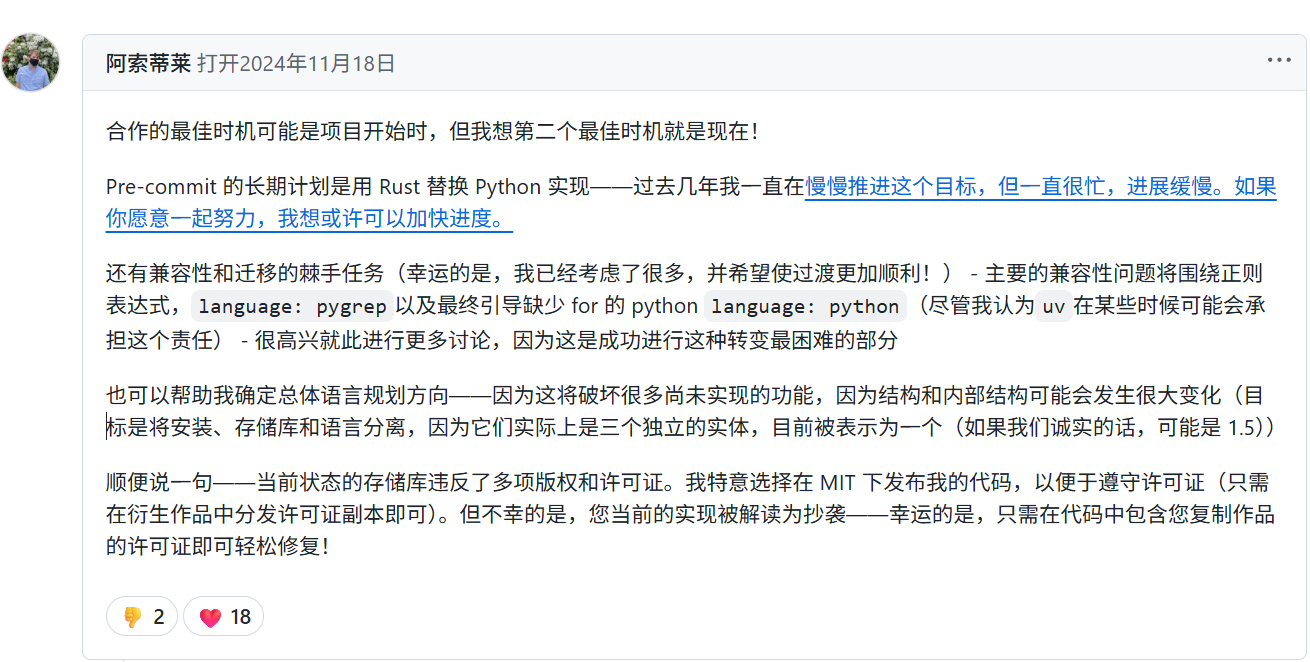 阿索蒂莱 打开2024年11月18日
合作的最佳时机可能是项目开始时，但我想第二个最佳时机就是现在！
Pre-commit 的长期计划是用 Rust 替换 Python 实现——过去几年我一直在慢慢推进这个目标，但一直很忙，进展缓慢。如果
你愿意一起努力，我想或许可以加快进度。
还有兼容性和迁移的棘手任务（幸运的是，我已经考虑了很多，并希望使过渡更加顺利！） - 主要的兼容性问题将围绕正则
表达式，language: pygrep以及最终引导缺少 for 的 python language: python（尽管我认为uv在某些时候可能会承
担这个责任） - 很高兴就此进行更多讨论，因为这是成功进行这种转变最困难的部分
也可以帮助我确定总体语言规划方向——因为这将破坏很多尚未实现的功能，因为结构和内部结构可能会发生很大变化（目
标是将安装、存储库和语言分离，因为它们实际上是三个独立的实体，目前被表示为一个（如果我们诚实的话，可能是 1.5））
顺便说一句——当前状态的存储库违反了多项版权和许可证。我特意选择在 MIT 下发布我的代码，以便于遵守许可证（只需
在衍生作品中分发许可证副本即可）。但不幸的是，您当前的实现被解读为抄袭——幸运的是，只需在代码中包含您复制作品
的许可证即可轻松修复！
2 18